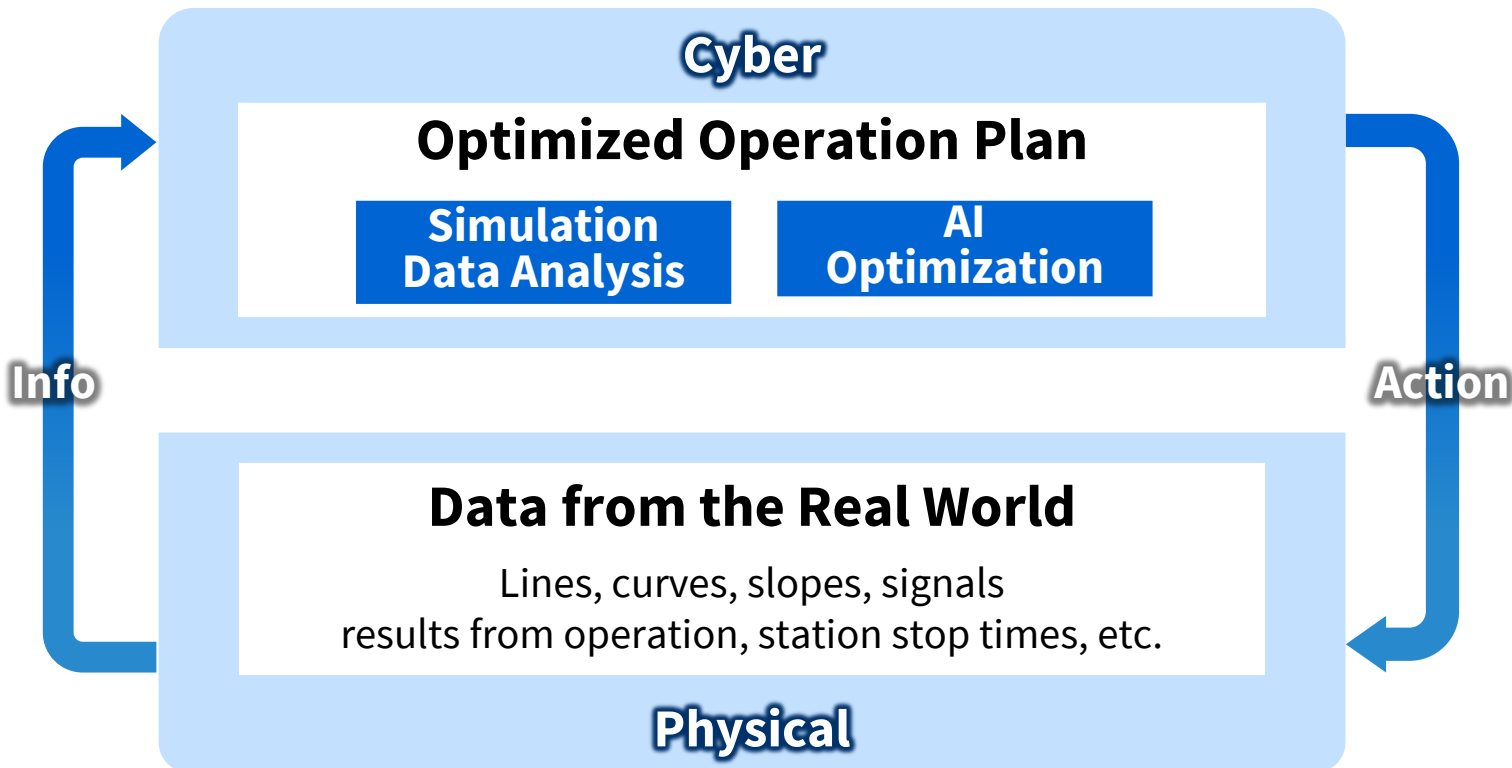 Cyber
Optimized Operation Plan
Simulation
Data Analysis
AI
Optimization
Info
Action
Data from the Real World
Lines, curves, slopes, signals
results from operation, station stop times, etc.
Physical